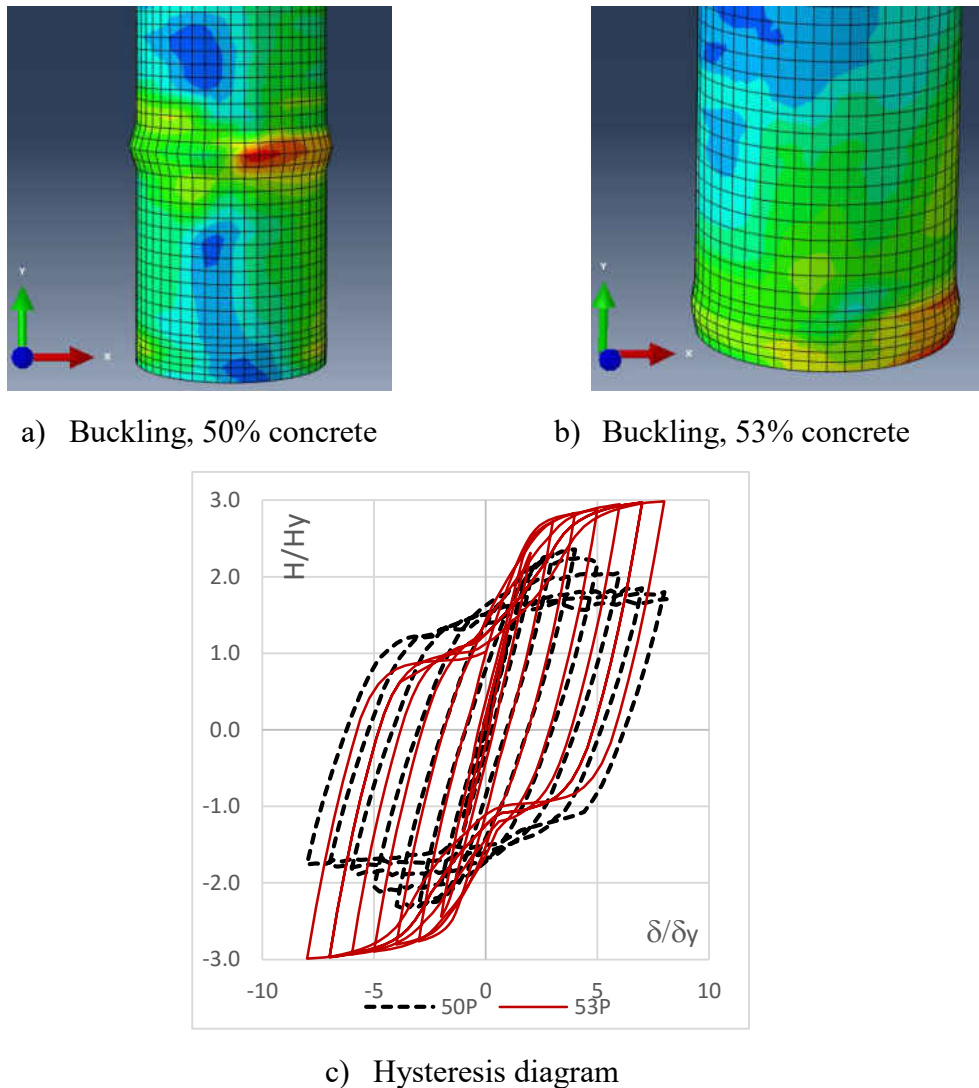 Y
X
Y
X
a) Buckling, 50% concrete
b) Buckling, 53% concrete
3.0
H/Hy
2.0
1.0
0.0
-1.0
-2.0
δ/δy
-3.0
-10
-5
0
5
10
50P
53P
c) Hysteresis diagram